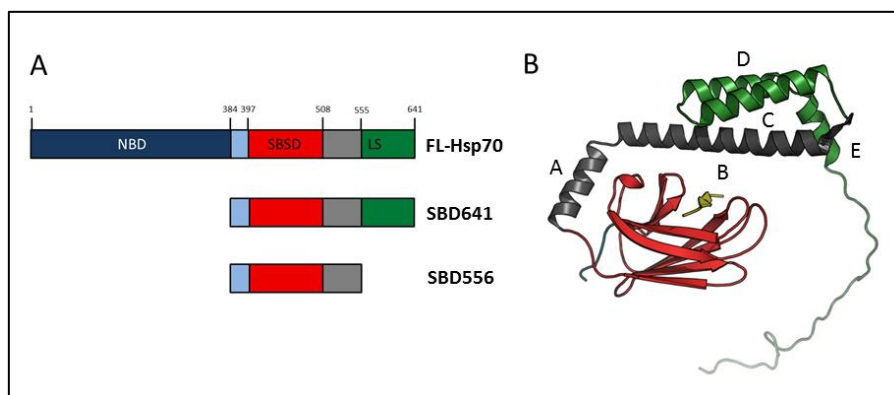 A
1 384 397 508 555 641
NBD SBSD LS FL-Hsp70
SBD641
SBD556
B
D
C
A
B
E